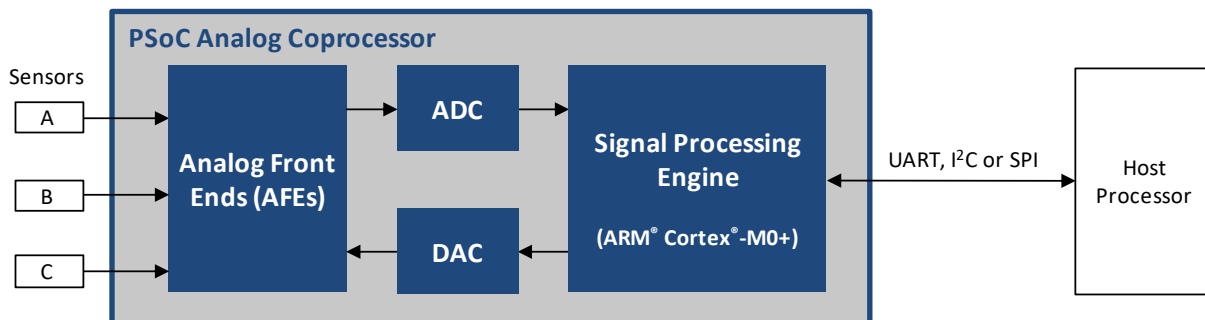 PSoC Analog Coprocessor
Sensors
A
B
C
Analog Front
Ends (AFEs)
ADC
DAC
Signal Processing
Engine
(ARM® Cortex®-M0+)
UART, I²C or SPI
Host
Processor